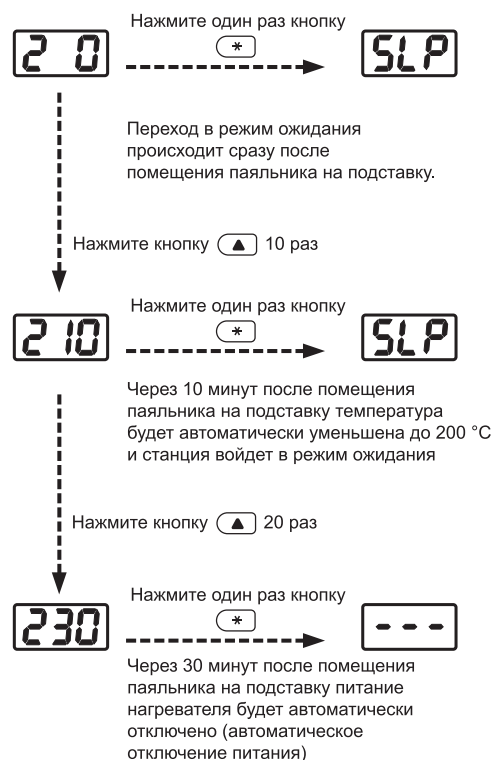 Нажмите один раз кнопку
2 0 * SLP
Переход в режим ожидания
происходит сразу после
помещения паяльника на подставку.
Нажмите кнопку ▲ 10 раз
Нажмите один раз кнопку
210 * SLP
Через 10 минут после помещения
паяльника на подставку температура
будет автоматически уменьшена до 200 °C
и станция войдет в режим ожидания
Нажмите кнопку ▲ 20 раз
Нажмите один раз кнопку
230 * ---
Через 30 минут после помещения
паяльника на подставку питание
нагревателя будет автоматически
отключено (автоматическое
отключение питания)